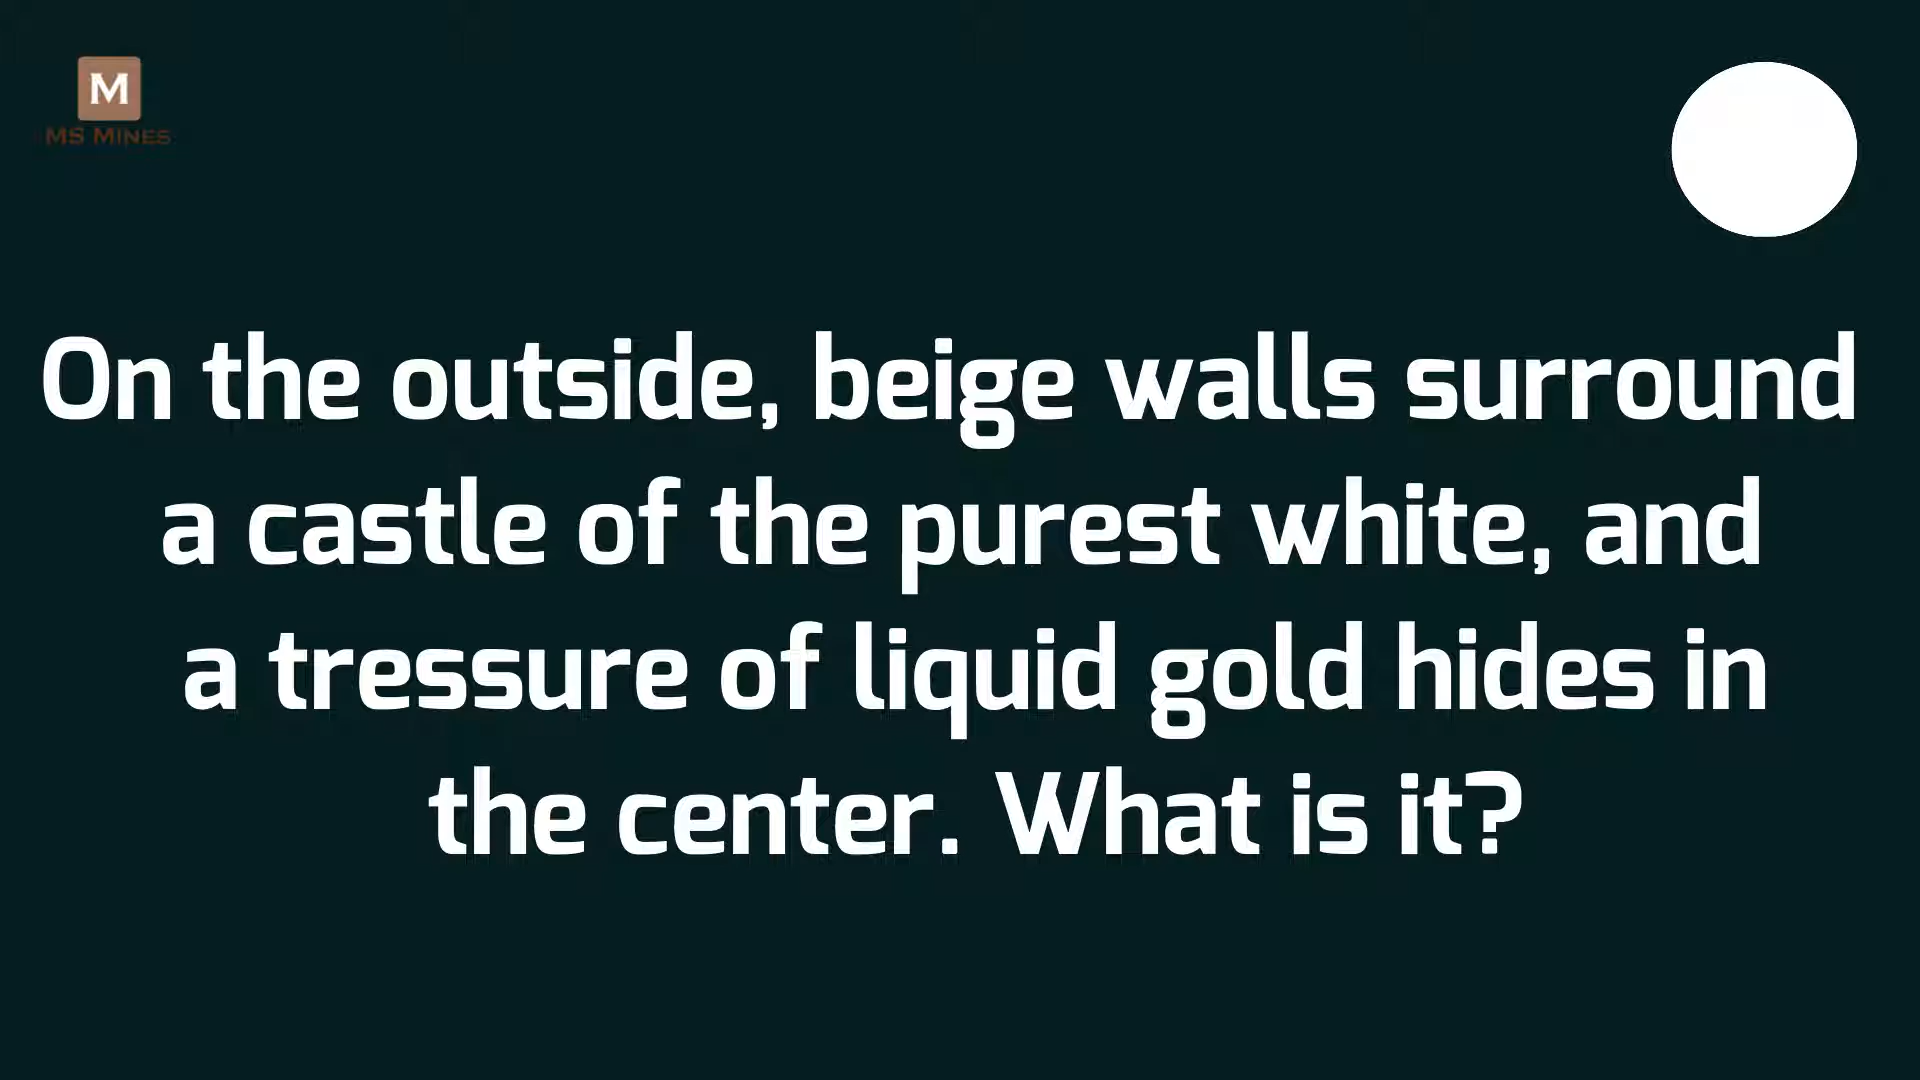 M
MS MINES
On the outside, beige walls surround
a castle of the purest white, and
a tressure of liquid gold hides in
the center. What is it?